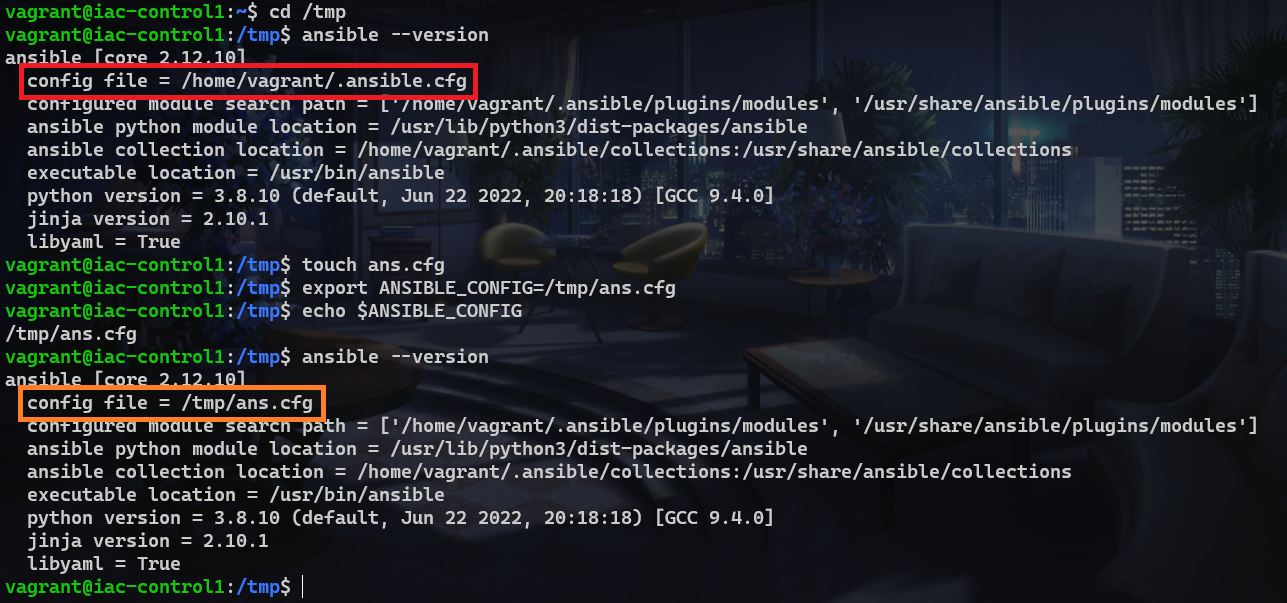 vagrant@iac-control1:~$ cd /tmp
vagrant@iac-control1:/tmp$ ansible --version
ansible [core 2.12.10]
  config file = /home/vagrant/.ansible.cfg
  configured module search path = ['/home/vagrant/.ansible/plugins/modules', '/usr/share/ansible/plugins/modules']
  ansible python module location = /usr/lib/python3/dist-packages/ansible
  ansible collection location = /home/vagrant/.ansible/collections:/usr/share/ansible/collections
  executable location = /usr/bin/ansible
  python version = 3.8.10 (default, Jun 22 2022, 20:18:18) [GCC 9.4.0]
  jinja version = 2.10.1
  libyaml = True
vagrant@iac-control1:/tmp$ touch ans.cfg
vagrant@iac-control1:/tmp$ export ANSIBLE_CONFIG=/tmp/ans.cfg
vagrant@iac-control1:/tmp$ echo $ANSIBLE_CONFIG
/tmp/ans.cfg
vagrant@iac-control1:/tmp$ ansible --version
ansible [core 2.12.10]
  config file = /tmp/ans.cfg
  configured module search path = ['/home/vagrant/.ansible/plugins/modules', '/usr/share/ansible/plugins/modules']
  ansible python module location = /usr/lib/python3/dist-packages/ansible
  ansible collection location = /home/vagrant/.ansible/collections:/usr/share/ansible/collections
  executable location = /usr/bin/ansible
  python version = 3.8.10 (default, Jun 22 2022, 20:18:18) [GCC 9.4.0]
  jinja version = 2.10.1
  libyaml = True
vagrant@iac-control1:/tmp$